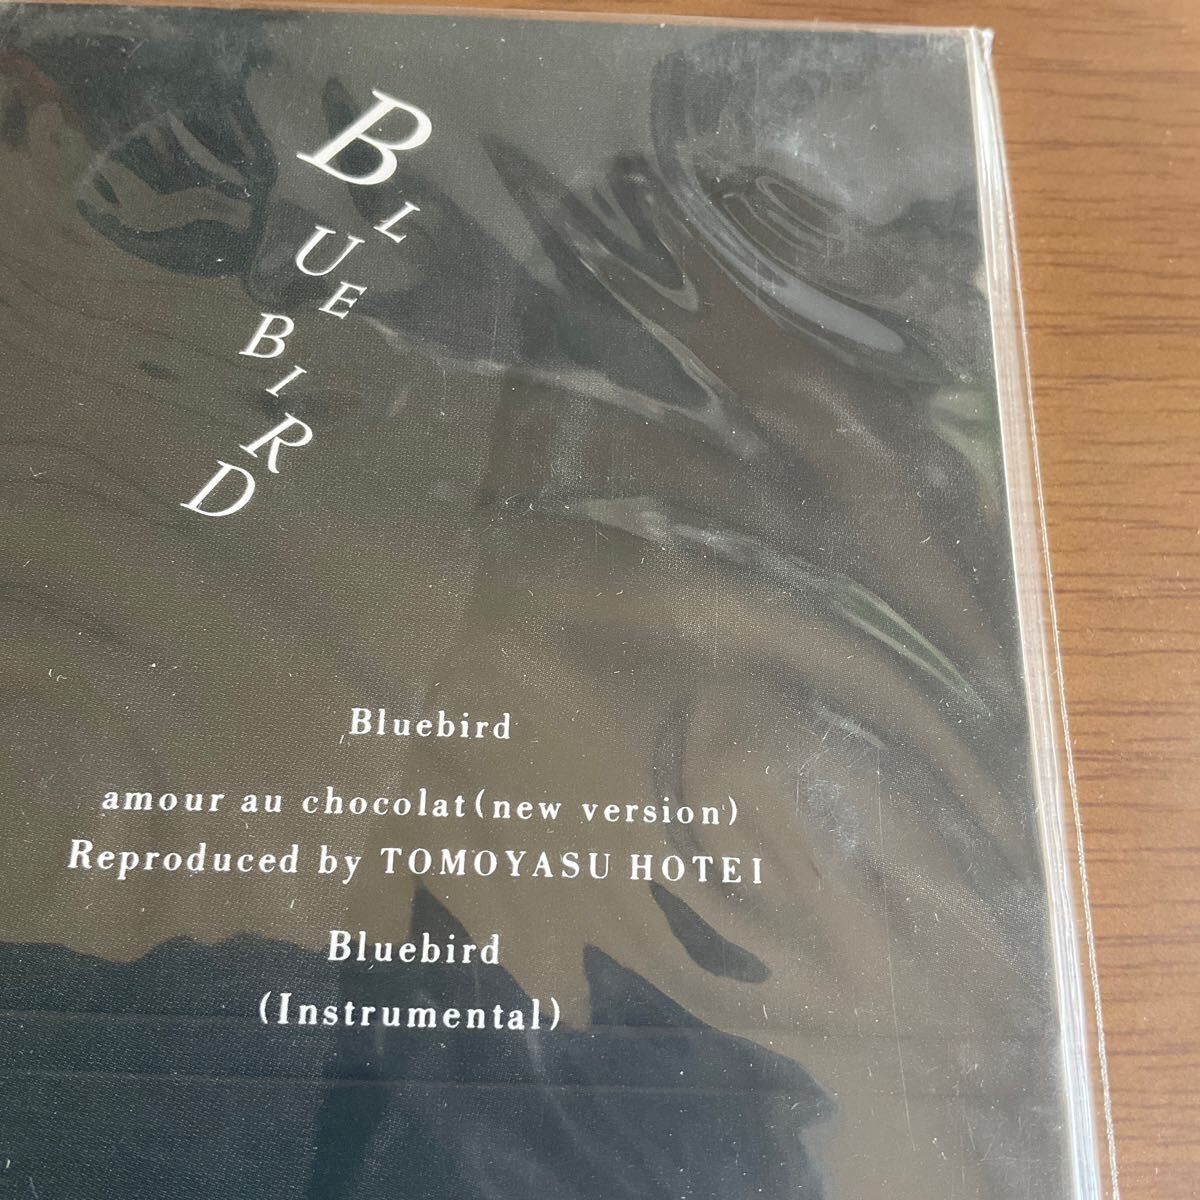 BLUEBIRD
Bluebird
amour au chocolat(new version)
Reproduced by TOMOYASU HOTEI
Bluebird
(Instrumental)